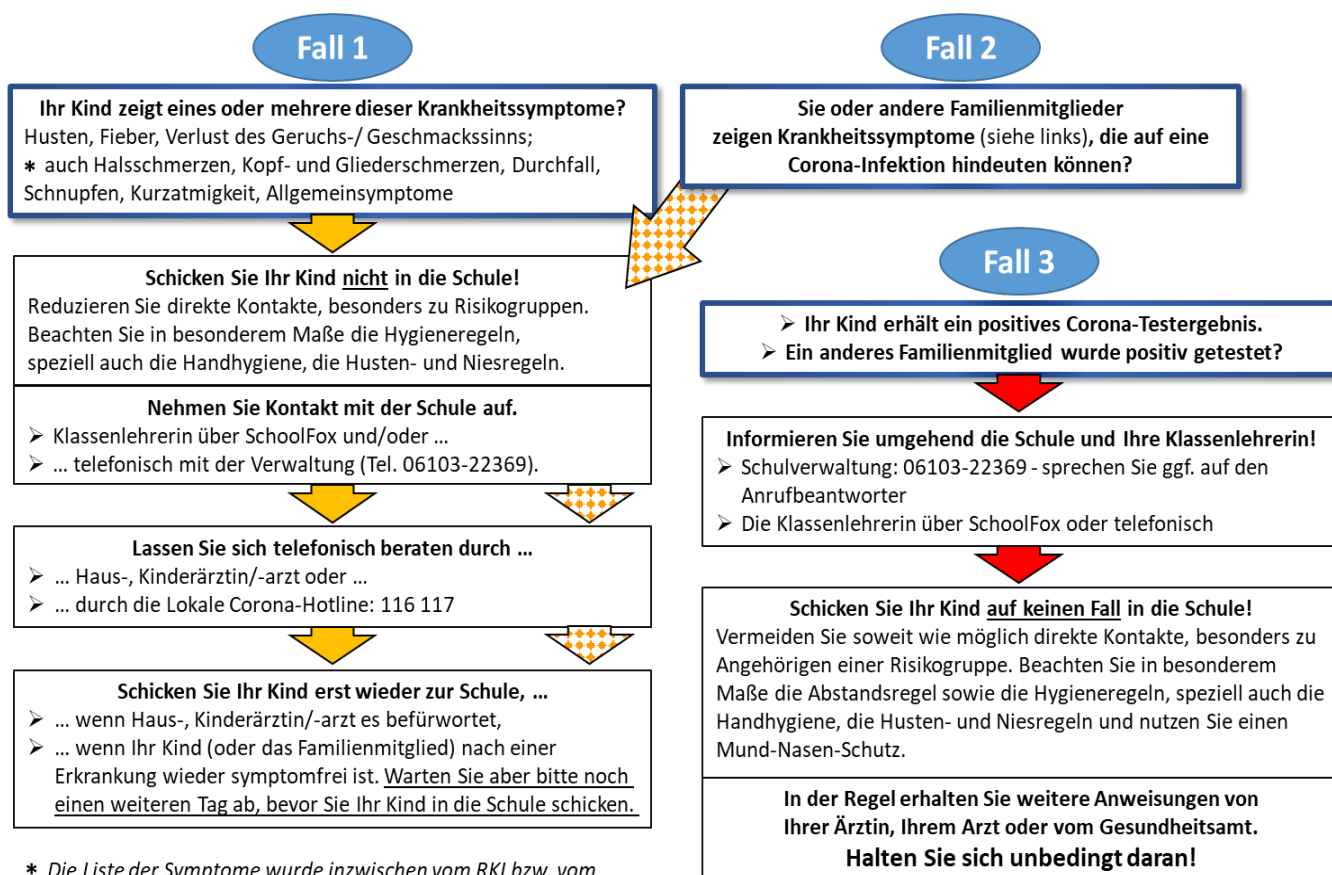 Fall 1
Ihr Kind zeigt eines oder mehrere dieser Krankheitssymptome?
Husten, Fieber, Verlust des Geruchs-/ Geschmackssinns;
* auch Halsschmerzen, Kopf- und Gliederschmerzen, Durchfall,
Schnupfen, Kurzatmigkeit, Allgemeinsymptome
Schicken Sie Ihr Kind nicht in die Schule!
Reduzieren Sie direkte Kontakte, besonders zu Risikogruppen.
Beachten Sie in besonderem Maße die Hygieneregeln,
speziell auch die Handhygiene, die Husten- und Niesregeln.
Nehmen Sie Kontakt mit der Schule auf.
➢ Klassenlehrerin über SchoolFox und/oder …
➢ … telefonisch mit der Verwaltung (Tel. 06103-22369).
Lassen Sie sich telefonisch beraten durch …
➢ … Haus-, Kinderärztin/-arzt oder …
➢ … durch die Lokale Corona-Hotline: 116 117
Schicken Sie Ihr Kind erst wieder zur Schule, …
➢ … wenn Haus-, Kinderärztin/-arzt es befürwortet,
➢ … wenn Ihr Kind (oder das Familienmitglied) nach einer
Erkrankung wieder symptomfrei ist. Warten Sie aber bitte noch
einen weiteren Tag ab, bevor Sie Ihr Kind in die Schule schicken.
* Die Liste der Symptome wurde inzwischen vom RKI bzw. vom
Fall 2
Sie oder andere Familienmitglieder
zeigen Krankheitssymptome (siehe links), die auf eine
Corona-Infektion hindeuten können?
Fall 3
➢ Ihr Kind erhält ein positives Corona-Testergebnis.
➢ Ein anderes Familienmitglied wurde positiv getestet?
Informieren Sie umgehend die Schule und Ihre Klassenlehrerin!
➢ Schulverwaltung: 06103-22369 - sprechen Sie ggf. auf den
Anrufbeantworter
➢ Die Klassenlehrerin über SchoolFox oder telefonisch
Schicken Sie Ihr Kind auf keinen Fall in die Schule!
Vermeiden Sie soweit wie möglich direkte Kontakte, besonders zu
Angehörigen einer Risikogruppe. Beachten Sie in besonderem
Maße die Abstandsregel sowie die Hygieneregeln, speziell auch die
Handhygiene, die Husten- und Niesregeln und nutzen Sie einen
Mund-Nasen-Schutz.
In der Regel erhalten Sie weitere Anweisungen von
Ihrer Ärztin, Ihrem Arzt oder vom Gesundheitsamt.
Halten Sie sich unbedingt daran!